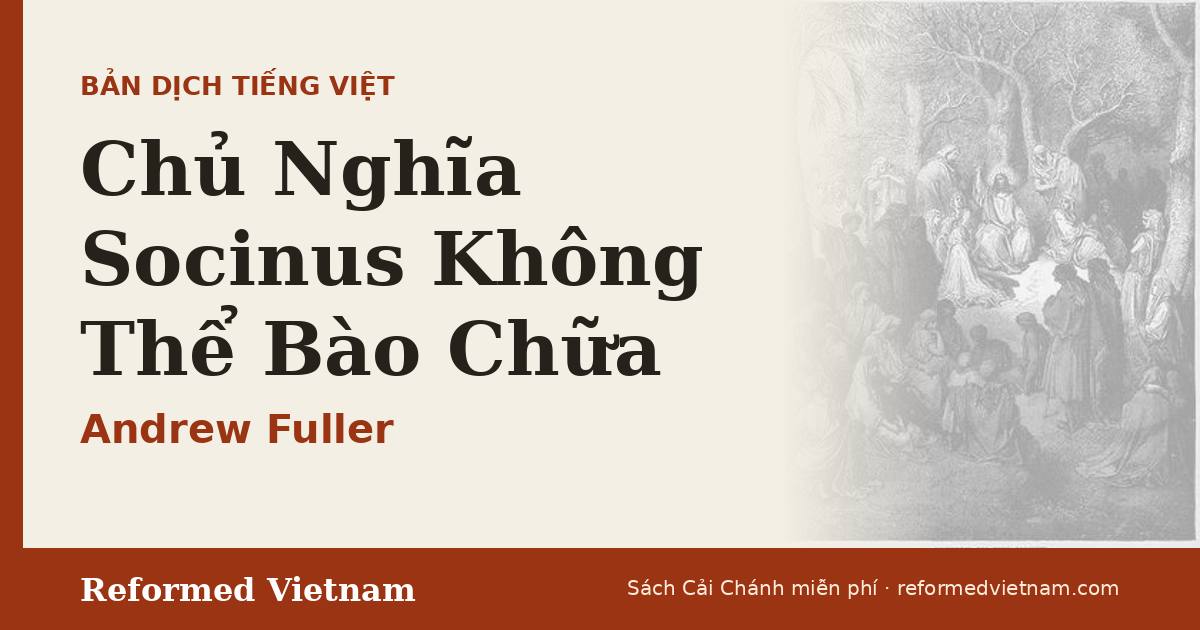 BẢN DỊCH TIẾNG VIỆT
Chủ Nghĩa
Socinus Không
Thể Bào Chữa
Andrew Fuller
Reformed Vietnam
Sách Cải Chánh miễn phí · reformedvietnam.com